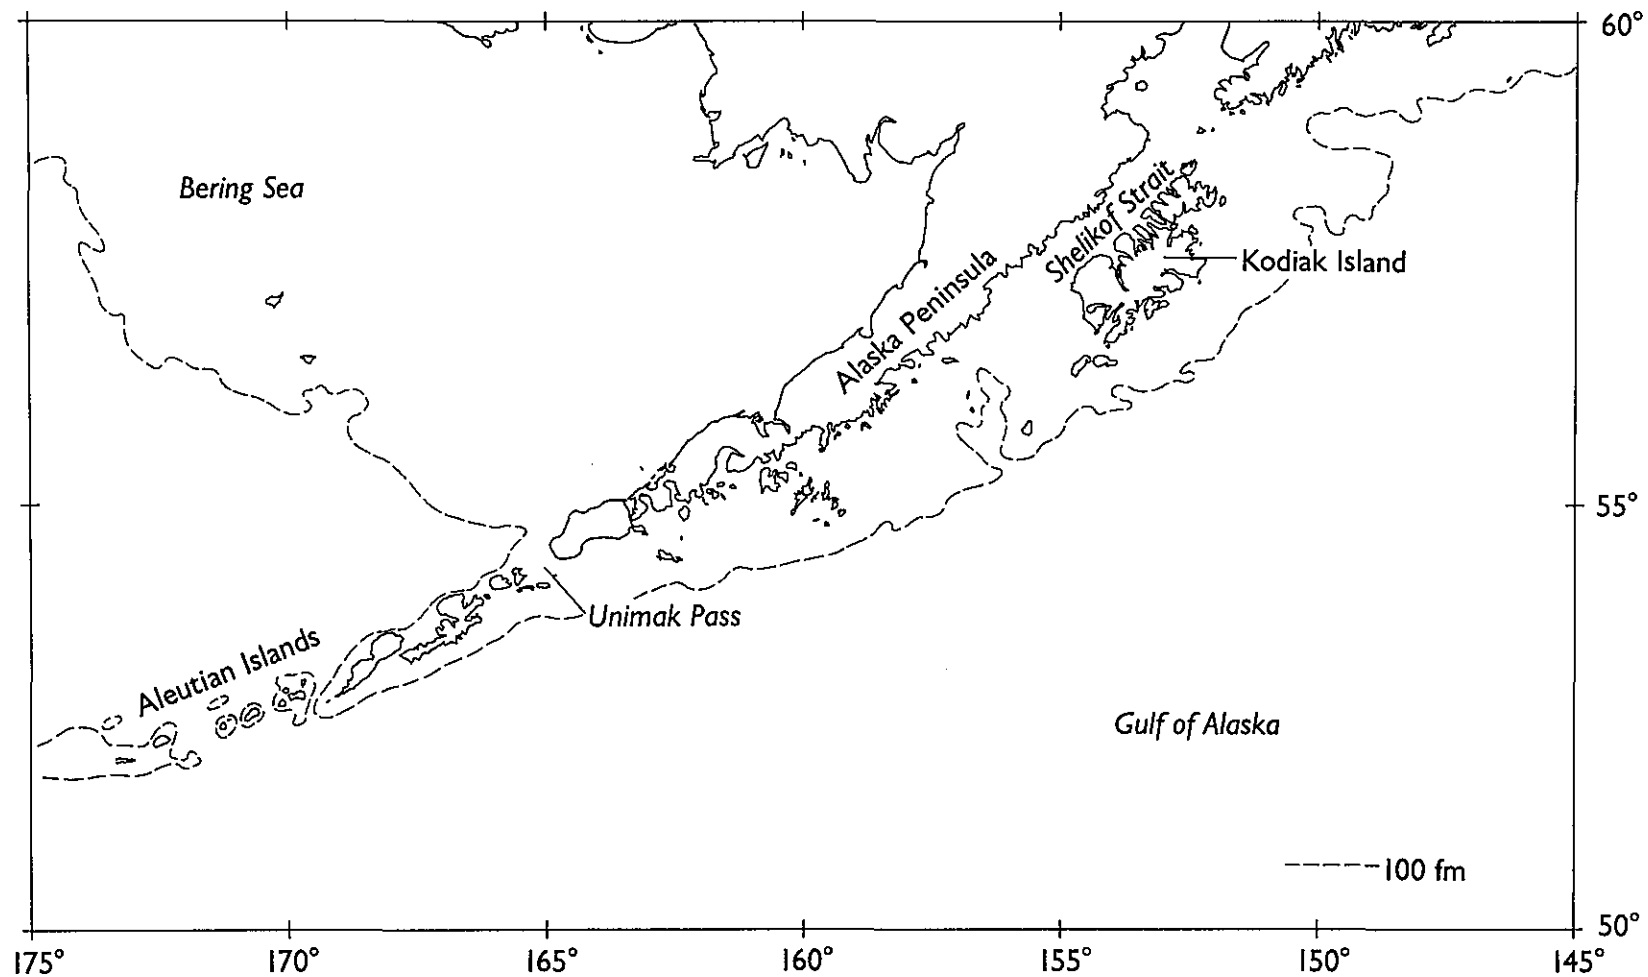 60°
Bering Sea
Shelikof Strait
Kodiak Island
Alaska Peninsula
55°
Unimak Pass
Aleutian Islands
Gulf of Alaska
100 fm
50°
175°
170°
165°
160°
155°
150°
145°